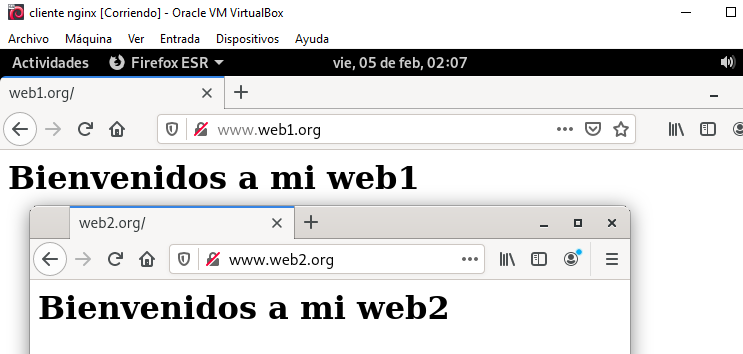 cliente nginx [Corriendo] - Oracle VM VirtualBox
Archivo Máquina Ver Entrada Dispositivos Ayuda
Actividades Firefox ESR vie, 05 de feb, 02:07
web1.org/
www.web1.org
Bienvenidos a mi web1
web2.org/
www.web2.org
Bienvenidos a mi web2